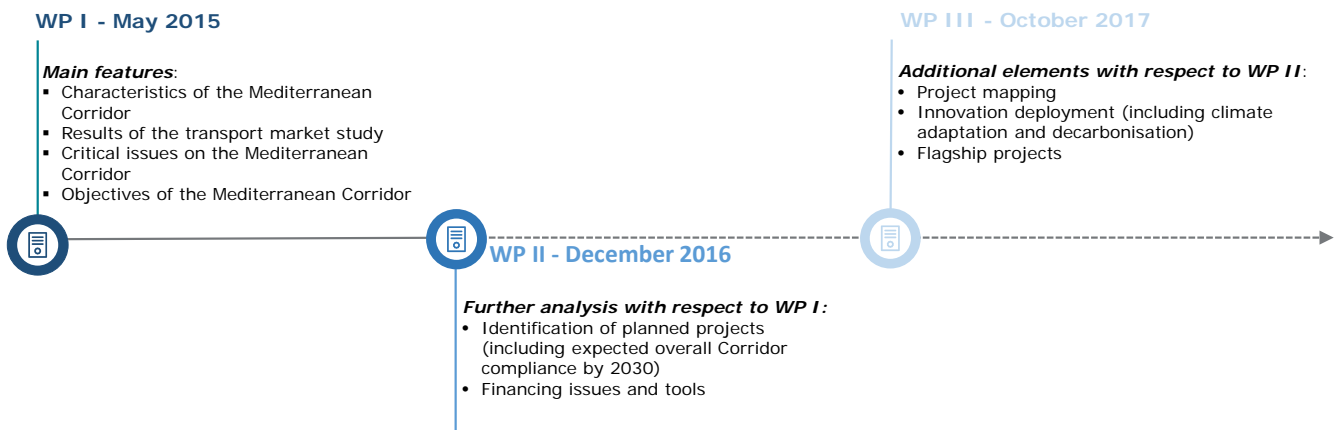 WP I - May 2015
Main features:
▪ Characteristics of the Mediterranean
Corridor
▪ Results of the transport market study
▪ Critical issues on the Mediterranean
Corridor
▪ Objectives of the Mediterranean Corridor
WP II - December 2016
Further analysis with respect to WP I:
• Identification of planned projects
(including expected overall Corridor
compliance by 2030)
• Financing issues and tools
WP III - October 2017
Additional elements with respect to WP II:
• Project mapping
• Innovation deployment (including climate
adaptation and decarbonisation)
• Flagship projects